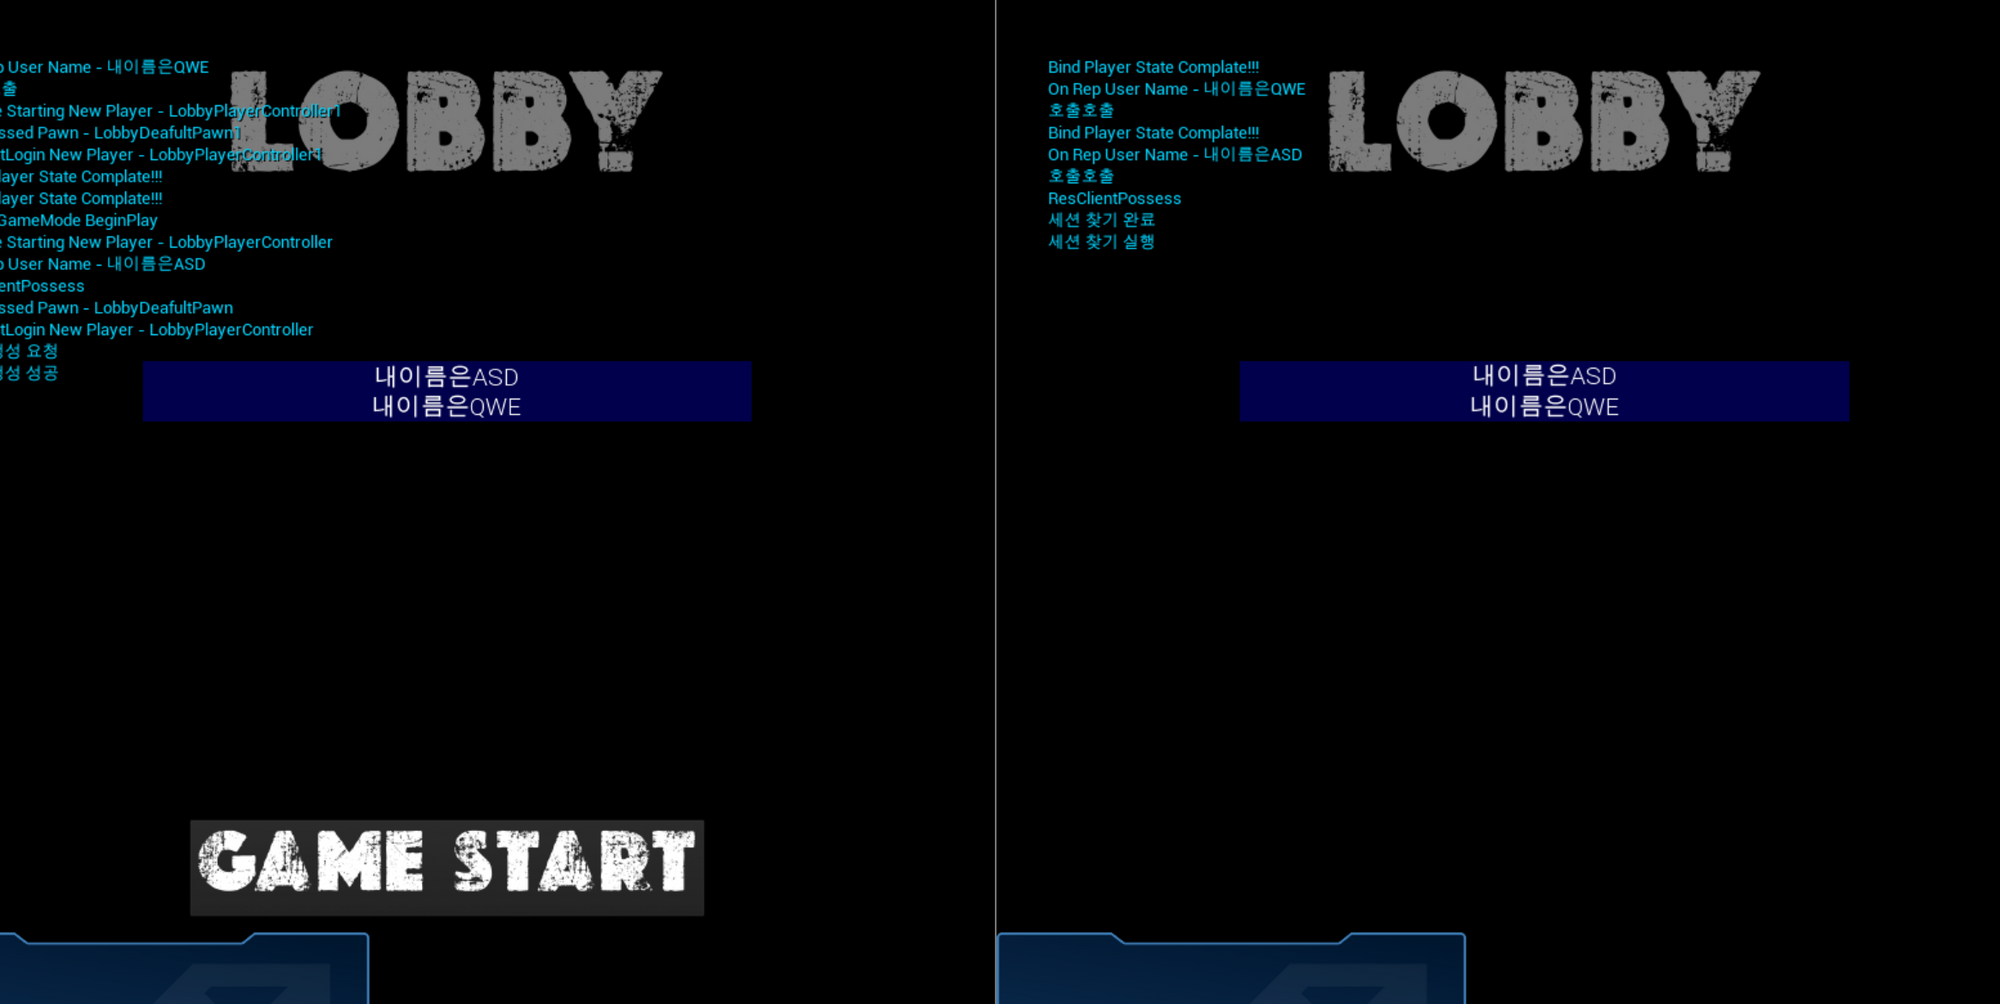 User Name - 내이름은QWE
출
Starting New Player - LobbyPlayerController1
ssed Pawn - LobbyDeafultPawn1
tLogin New Player - LobbyPlayerController1
ayer State Complate!!!
ayer State Complate!!!
GameMode BeginPlay
Starting New Player - LobbyPlayerController
User Name - 내이름은ASD
entPossess
ssed Pawn - LobbyDeafultPawn
tLogin New Player - LobbyPlayerController
성 요청
성 성공
LOBBY
내이름은ASD
내이름은QWE
GAME START
Bind Player State Complate!!!
On Rep User Name - 내이름은QWE
호출호출
Bind Player State Complate!!!
On Rep User Name - 내이름은ASD
호출호출
ResClientPossess
세션 찾기 완료
세션 찾기 실행
LOBBY
내이름은ASD
내이름은QWE